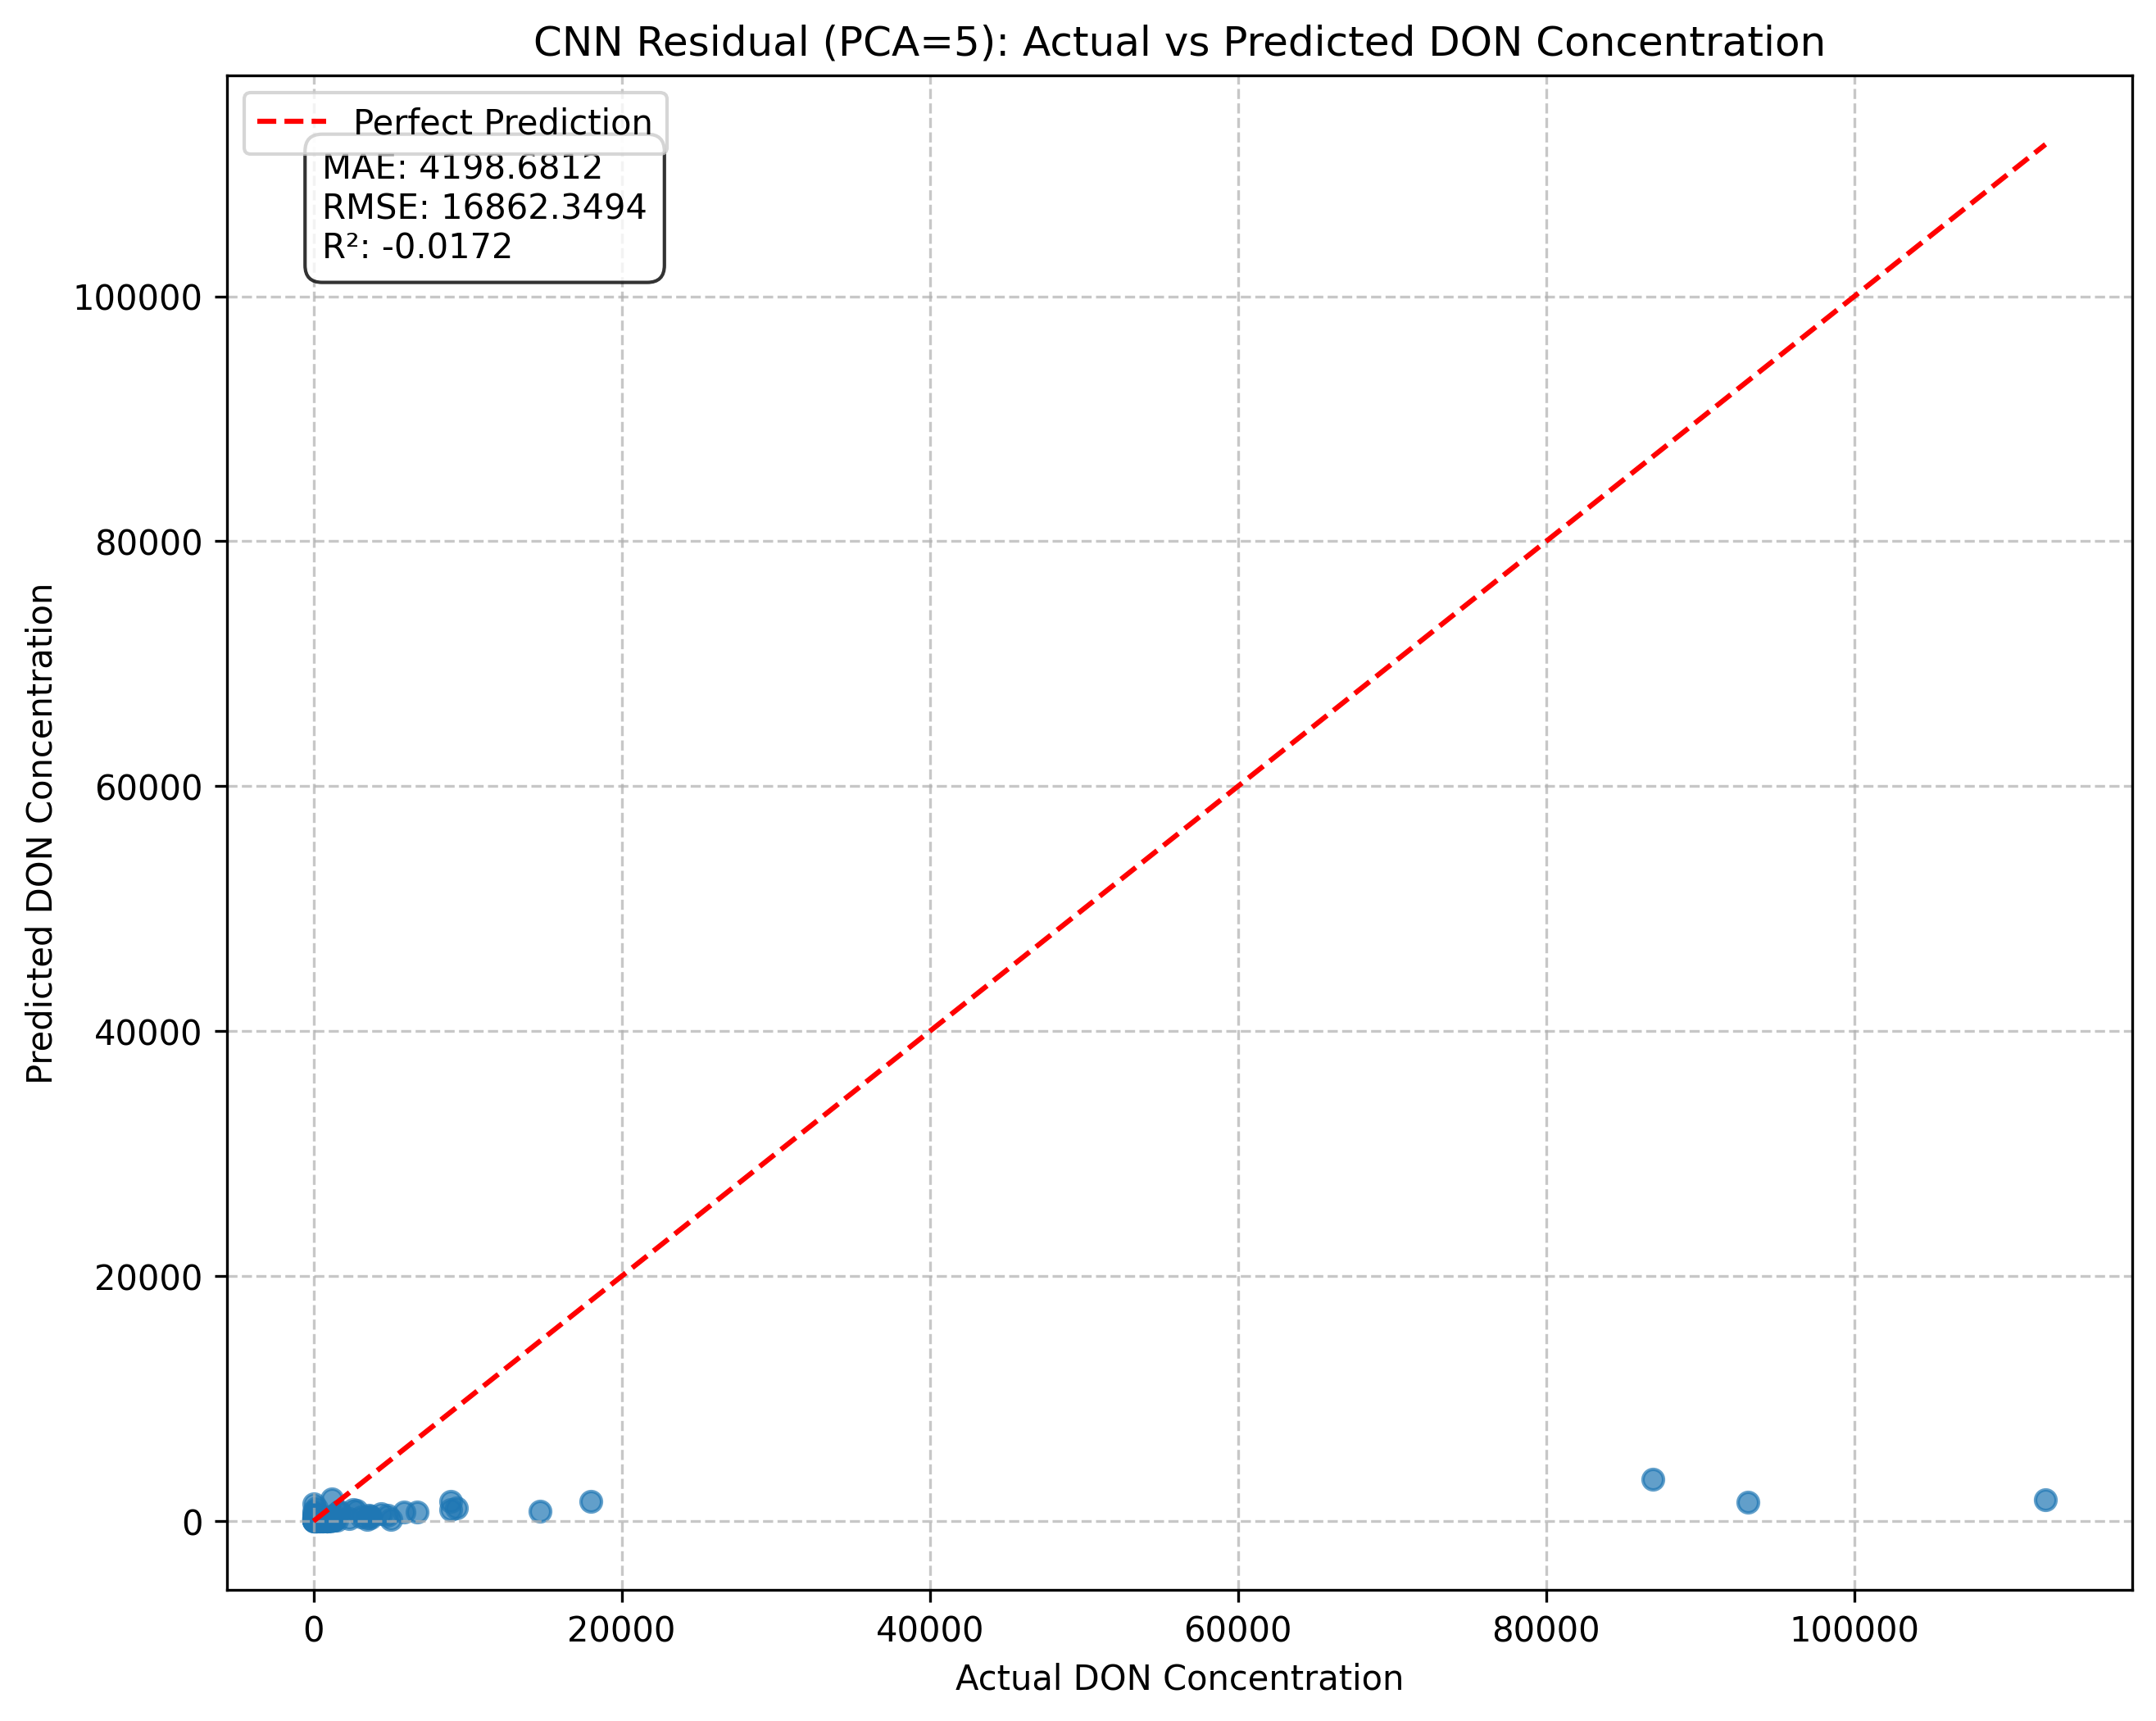 CNN Residual (PCA=5): Actual vs Predicted DON Concentration
Perfect Prediction
MAE: 4198.6812
RMSE: 16862.3494
R²: -0.0172
Predicted DON Concentration
100000
80000
60000
40000
20000
0
0
20000
40000
60000
80000
100000
Actual DON Concentration